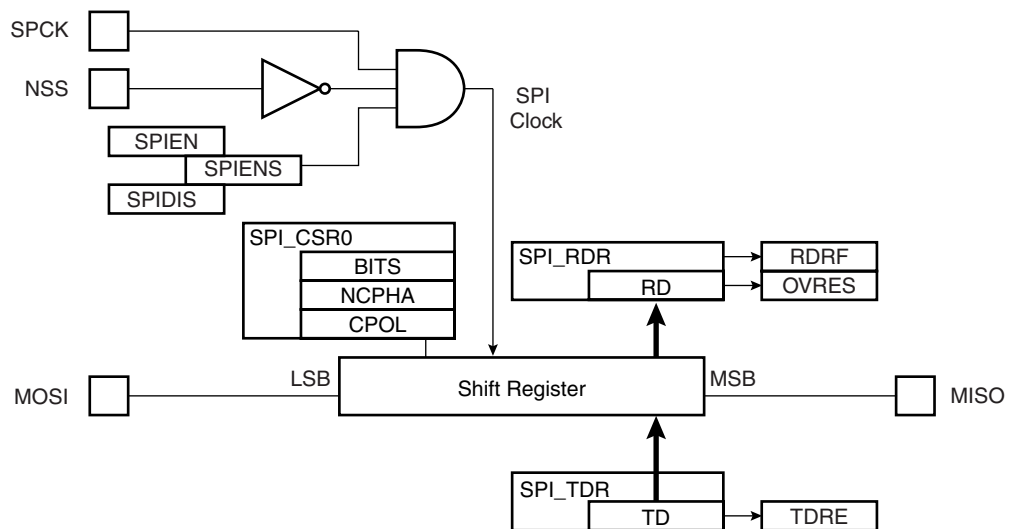 SPCK
NSS
SPI
Clock
SPIEN
SPIENS
SPIDIS
SPI_CSR0
BITS
NCPHA
CPOL
SPI_RDR
RD
RDRF
OVRES
MOSI
LSB
Shift Register
MSB
MISO
SPI_TDR
TD
TDRE